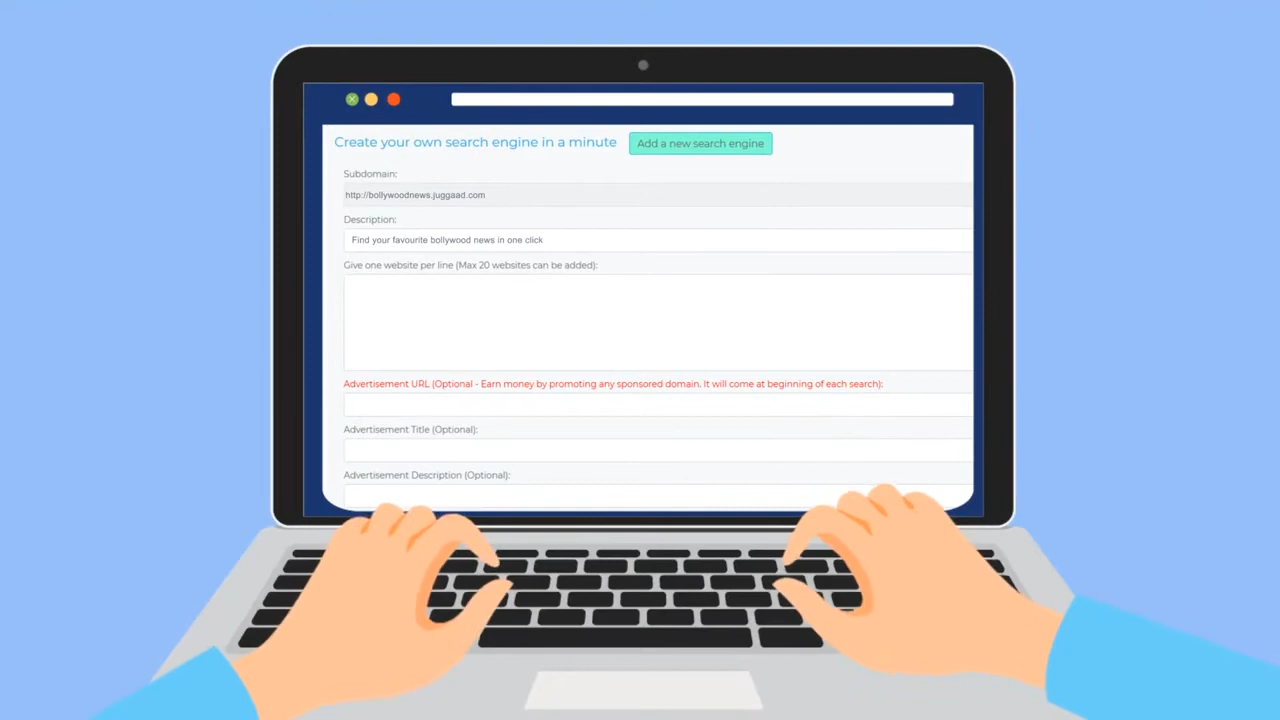 Create your own search engine in a minute
Add a new search engine
Subdomain:
http://bollywoodnews.juggaad.com
Description:
Find your favourite bollywood news in one click
Give one website per line (Max 20 websites can be added):
Advertisement URL (Optional - Earn money by promoting any sponsored domain. It will come at beginning of each search):
Advertisement Title (Optional):
Advertisement Description (Optional):